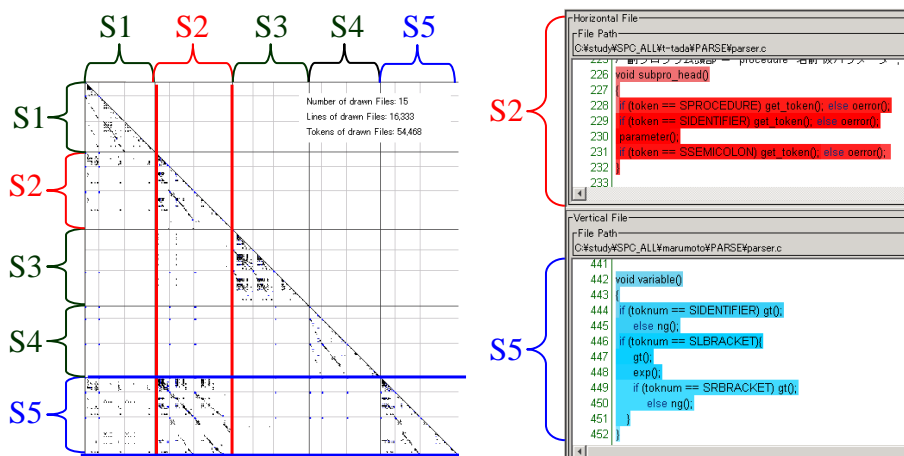 S1
S2
S3
S4
S5
S1
S2
S3
S4
S5
Number of drawn Files: 15
Lines of drawn Files: 16,333
Tokens of drawn Files: 54,468
S2
Horizontal File
File Path
C:¥study¥SPC_ALL¥t-tada¥PARSE¥parser.c
226 void subpro_head()
{
228 if (token == SPROCEDURE) get_token(); else oerror();
229 if (token == SIDENTIFIER) get_token(); else oerror();
230 parameter();
231 if (token == SSEMICOLON) get_token(); else oerror();
232 }
233
S5
Vertical File
File Path
C:¥study¥SPC_ALL¥marumoto¥PARSE¥parser.c
441
442 void variable()
443 {
444 if (toknum == SIDENTIFIER) gt();
445 else ng();
446 if (toknum == SLBRACKET){
447 gt();
448 exp();
449 if (toknum == SRBRACKET) gt();
450 else ng();
451 }
452 }